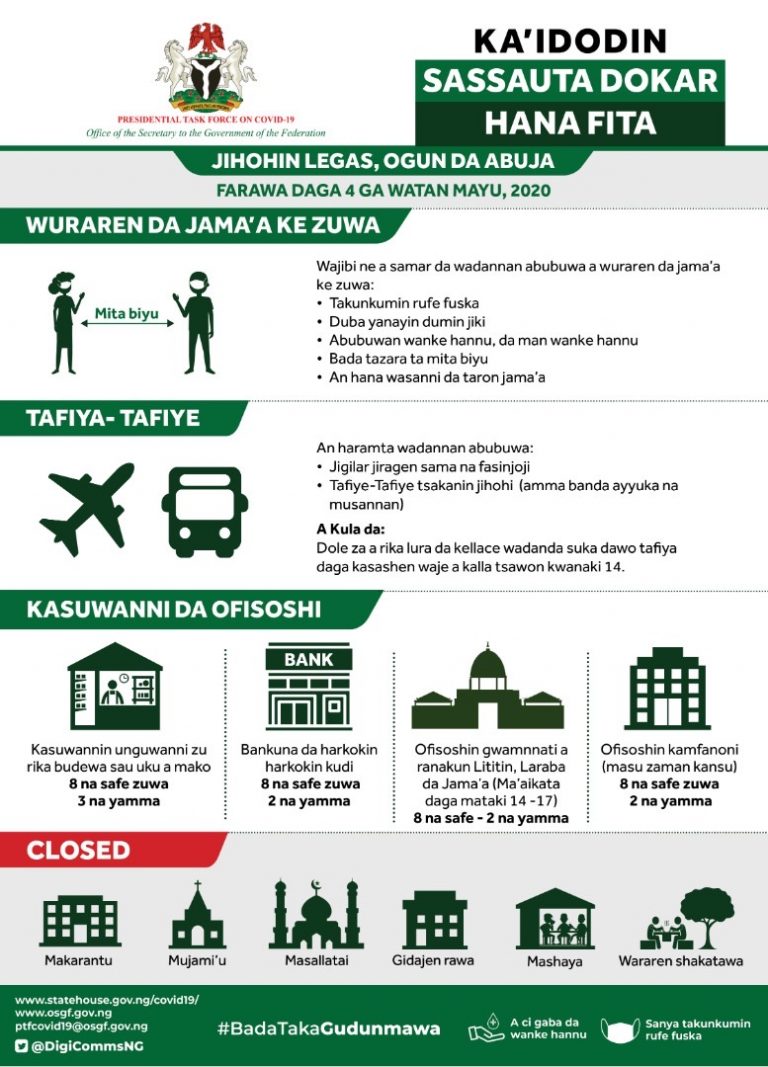 PRESIDENTIAL TASK FORCE ON COVID-19
Office of the Secretary to the Government of the Federation
KA'IDODIN
SASSAUTA DOKAR
HANA FITA
JIHOHIN LEGAS, OGUN DA ABUJA
FARAWA DAGA 4 GA WATAN MAYU, 2020
WURAREN DA JAMA'A KE ZUWA
Mita biyu
Wajibi ne a samar da wadannan abubuwa a wuraren da jama'a
ke zuwa:
• Takunkumin rufe fuska
• Duba yanayin dumin jiki
• Abubuwan wanke hannu, da man wanke hannu
• Bada tazara ta mita biyu
• An hana wasanni da taron jama'a
TAFIYA- TAFIYE
An haramta wadannan abubuwa:
• Jigilar jiragen sama na fasinjoji
• Tafiye-Tafiye tsakanin jihohi (amma banda ayyuka na
musannan)
A Kula da:
Dole za a rika lura da kellace wadanda suka dawo tafiya
daga kasashen waje a kalla tsawon kwanaki 14.
KASUWANNI DA OFISOSHI
Kasuwannin unguwanni zu
rika budewa sau uku a mako
8 na safe zuwa
3 na yamma
BANK
Bankuna da harkokin
harkokin kudi
8 na safe zuwa
2 na yamma
Ofisoshin gwamnnati a
ranakun Lititin, Laraba
da Jama'a (Ma'aikata
daga mataki 14 -17)
8 na safe - 2 na yamma
Ofisoshin kamfanoni
(masu zaman kansu)
8 na safe zuwa
2 na yamma
CLOSED
Makarantu
Mujami'u
Masallatai
Gidajen rawa
Mashaya
Wararen shakatawa
www.statehouse.gov.ng/covid19/
www.osgf.gov.ng
ptfcovid19@osgf.gov.ng
@DigiCommsNG
#BadaTakaGudunmawa
A ci gaba da
wanke hannu
Sanya takunkumin
rufe fuska